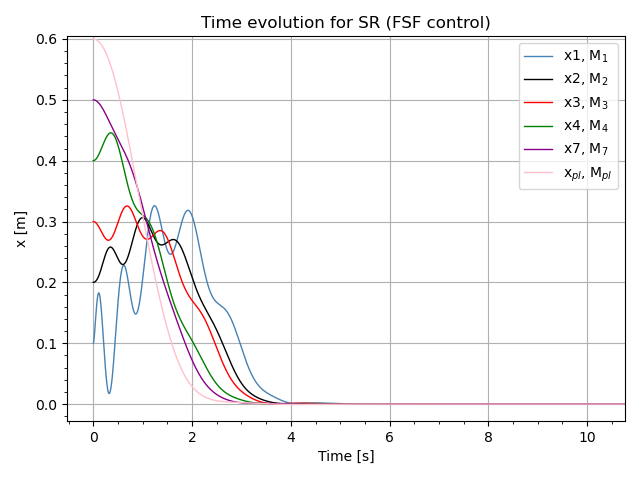 Time evolution for SR (FSF control)
x1, M₁
x2, M₂
x3, M₃
x4, M₄
x7, M₇
xₚₗ, Mₚₗ
x [m]
0.6
0.5
0.4
0.3
0.2
0.1
0.0
0 2 4 6 8 10
Time [s]